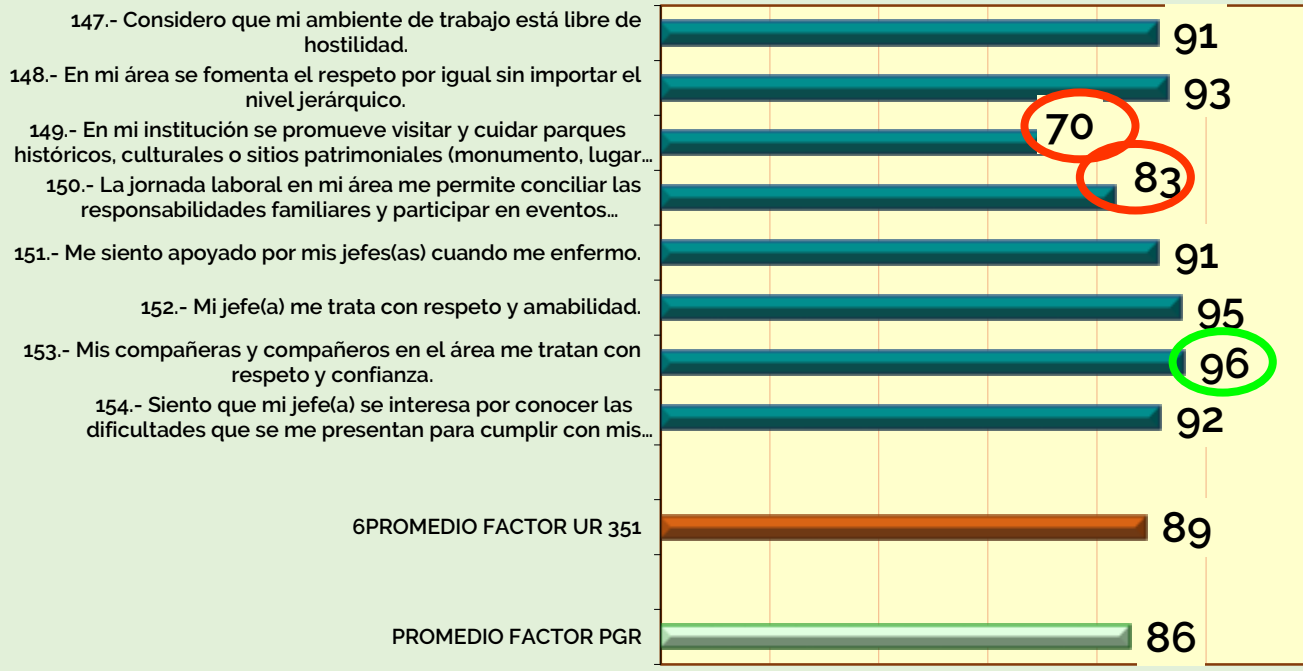 147.- Considero que mi ambiente de trabajo está libre de
hostilidad.
91
148.- En mi área se fomenta el respeto por igual sin importar el
nivel jerárquico.
93
149.- En mi institución se promueve visitar y cuidar parques
históricos, culturales o sitios patrimoniales (monumento, lugar...
70
150.- La jornada laboral en mi área me permite conciliar las
responsabilidades familiares y participar en eventos...
83
151.- Me siento apoyado por mis jefes(as) cuando me enfermo.
91
152.- Mi jefe(a) me trata con respeto y amabilidad.
95
153.- Mis compañeras y compañeros en el área me tratan con
respeto y confianza.
96
154.- Siento que mi jefe(a) se interesa por conocer las
dificultades que se me presentan para cumplir con mis...
92
6PROMEDIO FACTOR UR 351
89
PROMEDIO FACTOR PGR
86